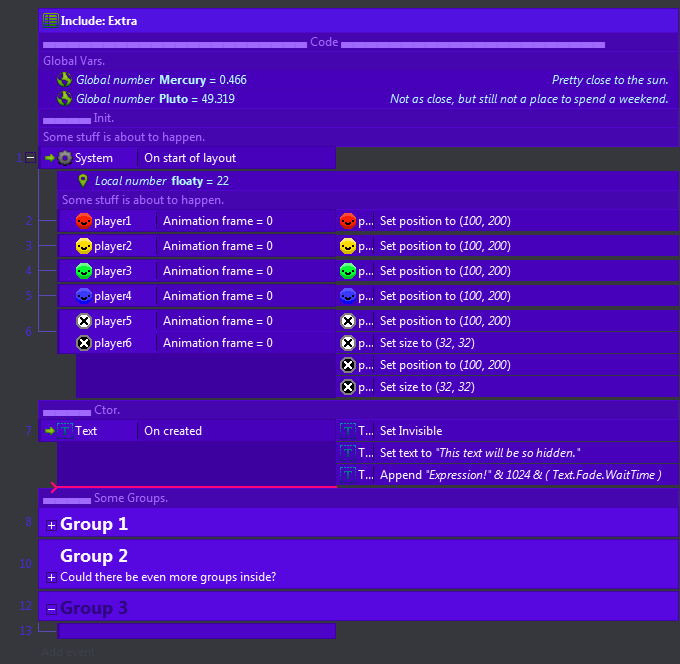 Include: Extra
Code
Global Vars.
Global number Mercury = 0.466 Pretty close to the sun.
Global number Pluto = 49.319 Not as close, but still not a place to spend a weekend.
Init.
Some stuff is about to happen.
1 System On start of layout
Local number floaty = 22
Some stuff is about to happen.
2 player1 Animation frame = 0 p... Set position to (100, 200)
3 player2 Animation frame = 0 p... Set position to (100, 200)
4 player3 Animation frame = 0 p... Set position to (100, 200)
5 player4 Animation frame = 0 p... Set position to (100, 200)
6 player5 Animation frame = 0 p... Set position to (100, 200)
player6 Animation frame = 0 p... Set size to (32, 32)
p... Set position to (100, 200)
p... Set size to (32, 32)
Ctor.
7 Text On created T... Set Invisible
T... Set text to "This text will be so hidden."
T... Append "Expression!" & 1024 & ( Text.Fade.WaitTime )
Some Groups.
8 Group 1
10 Group 2
Could there be even more groups inside?
12 Group 3
13
Add event